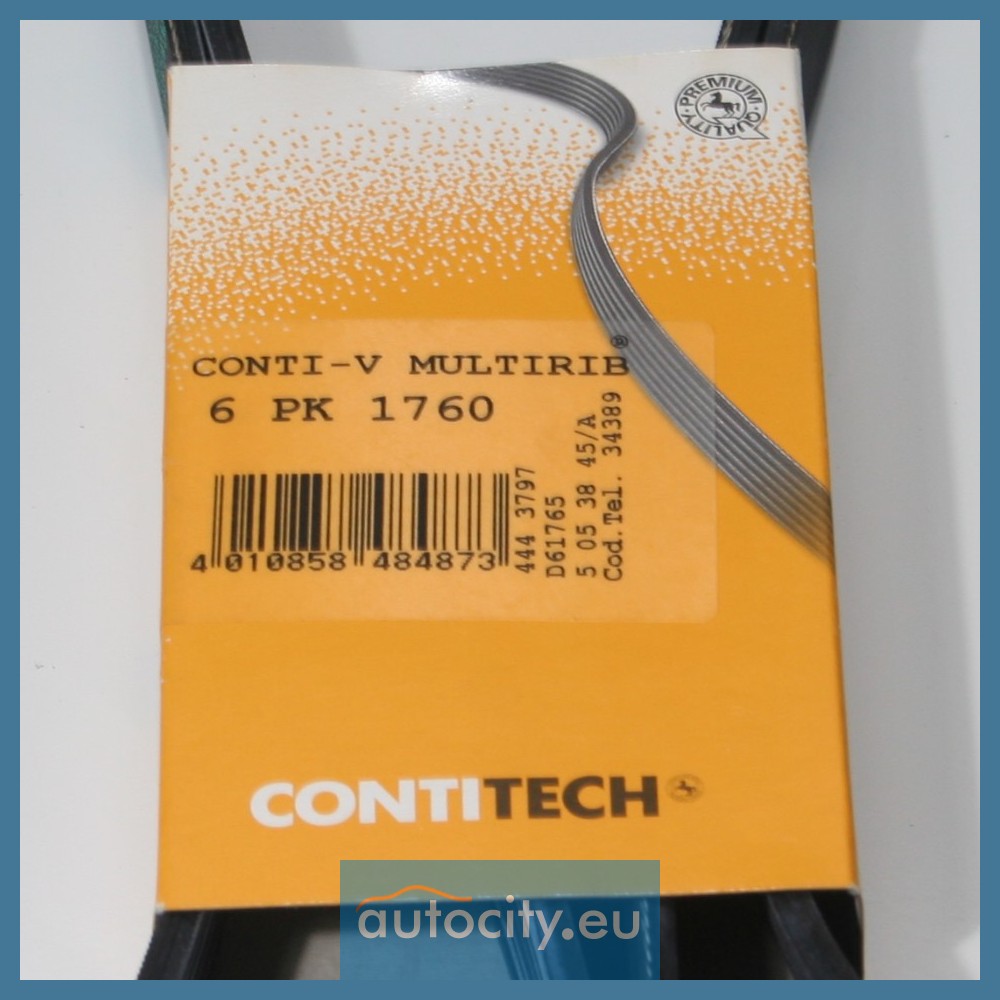 PREMIUM QUALITY
CONTI-V MULTIRIB®
6 PK 1760
4 010858 484873
444 3797
D61765
5 05 38 45/A
Cod.Tel. 34389
CONTITECH
autocity.eu